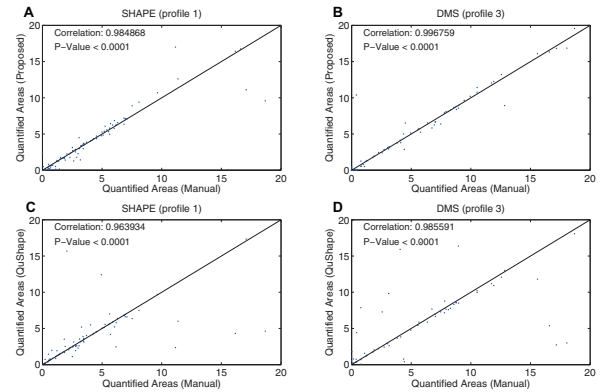 A
SHAPE (profile 1)
Correlation: 0.984868
P-Value < 0.0001
Quantified Areas (Proposed)
20
15
10
5
0
0 5 10 15 20
Quantified Areas (Manual)
B
DMS (profile 3)
Correlation: 0.996759
P-Value < 0.0001
Quantified Areas (Proposed)
20
15
10
5
0
0 5 10 15 20
Quantified Areas (Manual)
C
SHAPE (profile 1)
Correlation: 0.963934
P-Value < 0.0001
Quantified Areas (QuShape)
20
15
10
5
0
0 5 10 15 20
Quantified Areas (Manual)
D
DMS (profile 3)
Correlation: 0.985591
P-Value < 0.0001
Quantified Areas (QuShape)
20
15
10
5
0
0 5 10 15 20
Quantified Areas (Manual)